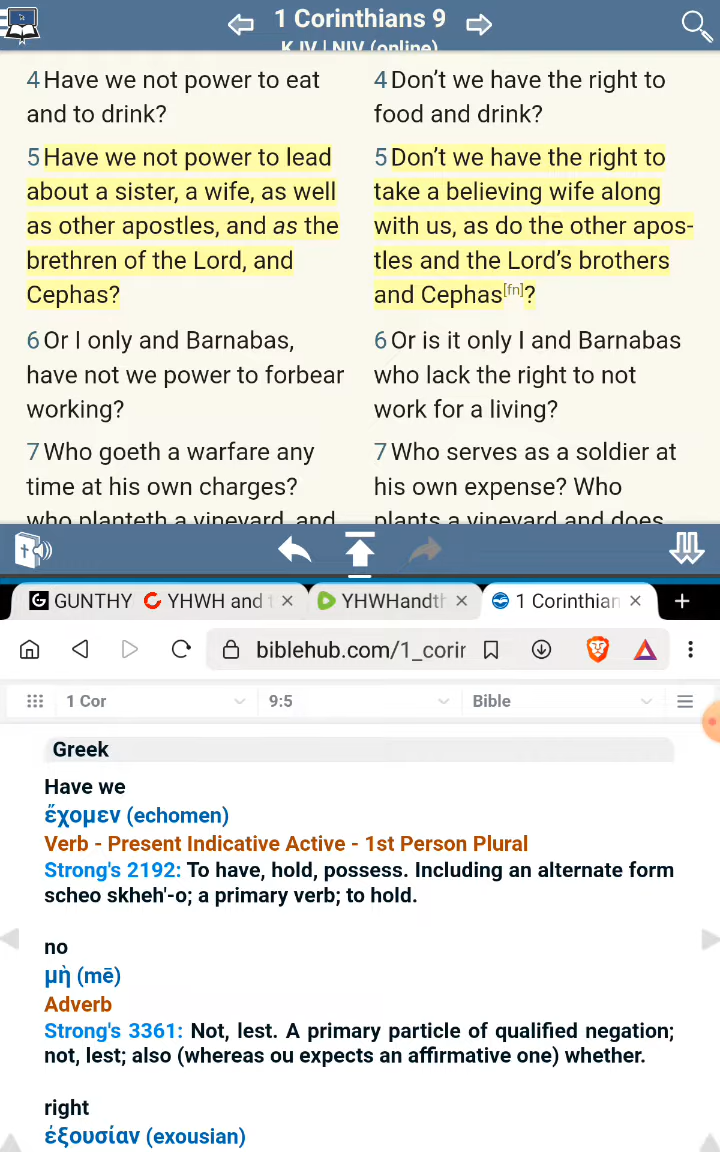 1 Corinthians 9
KJV | NIV (online)
4 Have we not power to eat
and to drink?
5 Have we not power to lead
about a sister, a wife, as well
as other apostles, and as the
brethren of the Lord, and
Cephas?
6 Or I only and Barnabas,
have not we power to forbear
working?
7 Who goeth a warfare any
time at his own charges?
who planteth a vineyard, and
4 Don’t we have the right to
food and drink?
5 Don’t we have the right to
take a believing wife along
with us, as do the other apos-
tles and the Lord’s brothers
and Cephas[fn]?
6 Or is it only I and Barnabas
who lack the right to not
work for a living?
7 Who serves as a soldier at
his own expense? Who
plants a vineyard and does
GUNTHY
YHWH and t
YHWHandth
1 Corinthian
biblehub.com/1_corir
1 Cor
9:5
Bible
Greek
Have we
ἔχομεν (echomen)
Verb - Present Indicative Active - 1st Person Plural
Strong's 2192: To have, hold, possess. Including an alternate form
scheo skheh'-o; a primary verb; to hold.
no
μὴ (mē)
Adverb
Strong's 3361: Not, lest. A primary particle of qualified negation;
not, lest; also (whereas ou expects an affirmative one) whether.
right
ἐξουσίαν (exousian)